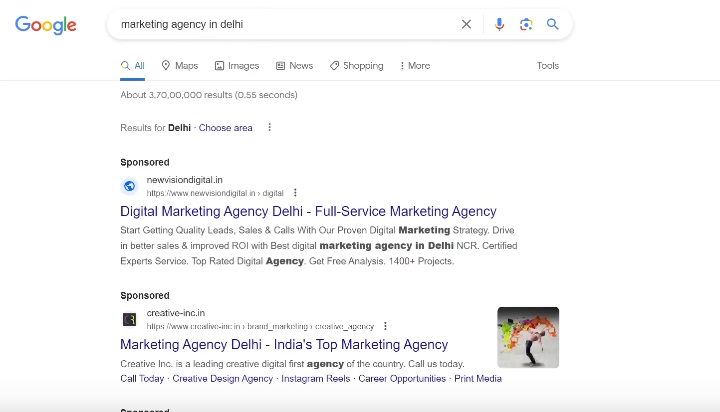 Google
marketing agency in delhi
All Maps Images News Shopping More Tools
About 3,70,00,000 results (0.55 seconds)
Results for Delhi · Choose area
Sponsored
newvisiondigital.in
https://www.newvisiondigital.in › digital
Digital Marketing Agency Delhi - Full-Service Marketing Agency
Start Getting Quality Leads, Sales & Calls With Our Proven Digital Marketing Strategy. Drive
in better sales & improved ROI with Best digital marketing agency in Delhi NCR. Certified
Experts Service. Top Rated Digital Agency. Get Free Analysis. 1400+ Projects.
Sponsored
creative-inc.in
https://www.creative-inc.in › brand_marketing › creative_agency
Marketing Agency Delhi - India's Top Marketing Agency
Creative Inc. is a leading creative digital first agency of the country. Call us today.
Call Today · Creative Design Agency · Instagram Reels · Career Opportunities · Print Media
Sponsored